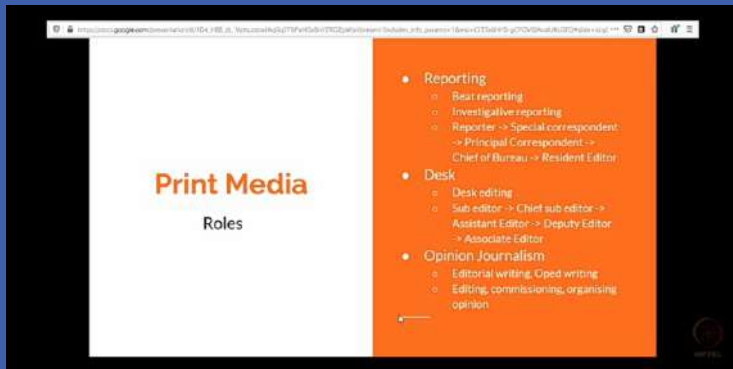 Print Media
Roles
● Reporting
○ Beat reporting
○ Investigative reporting
○ Reporter -> Special correspondent
-> Principal Correspondent ->
Chief of Bureau -> Resident Editor
● Desk
○ Desk editing
○ Sub editor -> Chief sub editor ->
Assistant Editor -> Deputy Editor
-> Associate Editor
● Opinion Journalism
○ Editorial writing, Oped writing
○ Editing, commissioning, organising
opinion
NPTEL